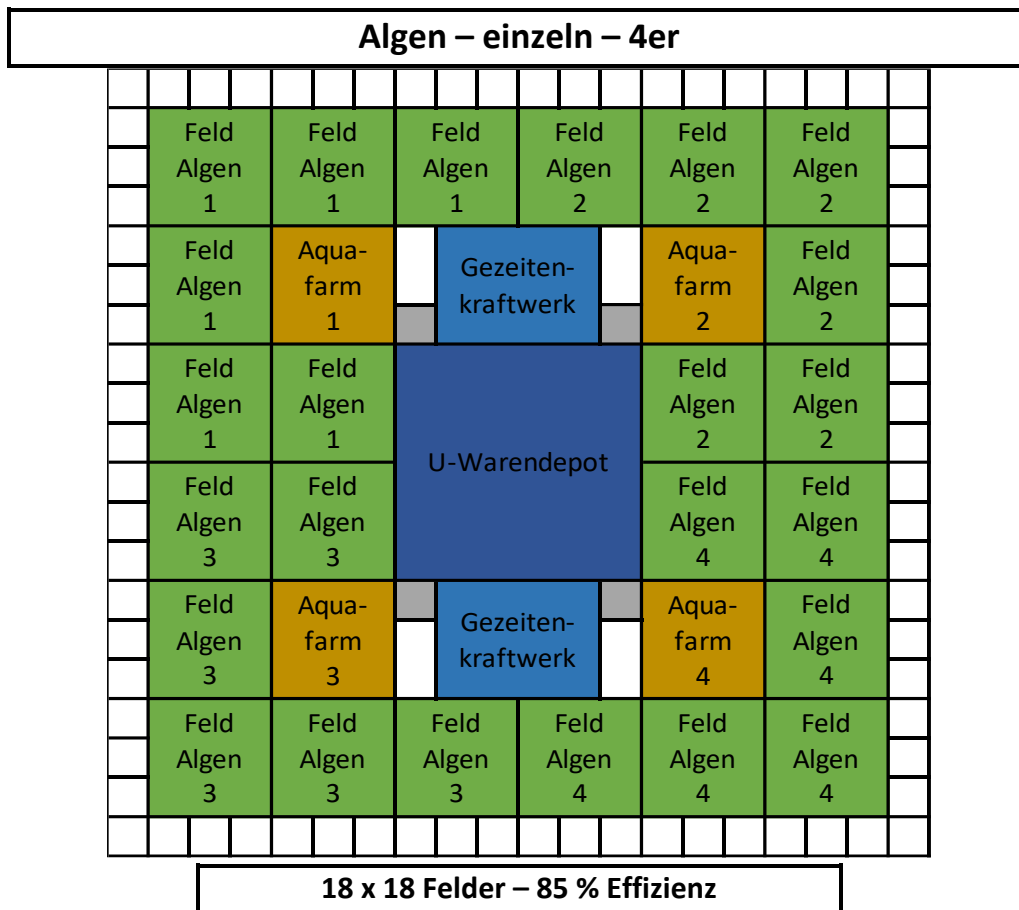 Algen – einzeln – 4er
Feld Feld Feld Feld Feld Feld
Algen Algen Algen Algen Algen Algen
1 1 1 2 2 2
Feld Aqua- Gezeiten- Aqua- Feld
Algen farm kraftwerk farm Algen
1 1 2 2
Feld Feld Feld Feld
Algen Algen Algen Algen
1 1 2 2
U-Warendepot
Feld Feld Feld Feld
Algen Algen Algen Algen
3 3 4 4
Feld Aqua- Gezeiten- Aqua- Feld
Algen farm kraftwerk farm Algen
3 3 4 4
Feld Feld Feld Feld Feld Feld
Algen Algen Algen Algen Algen Algen
3 3 3 4 4 4
18 x 18 Felder – 85 % Effizienz